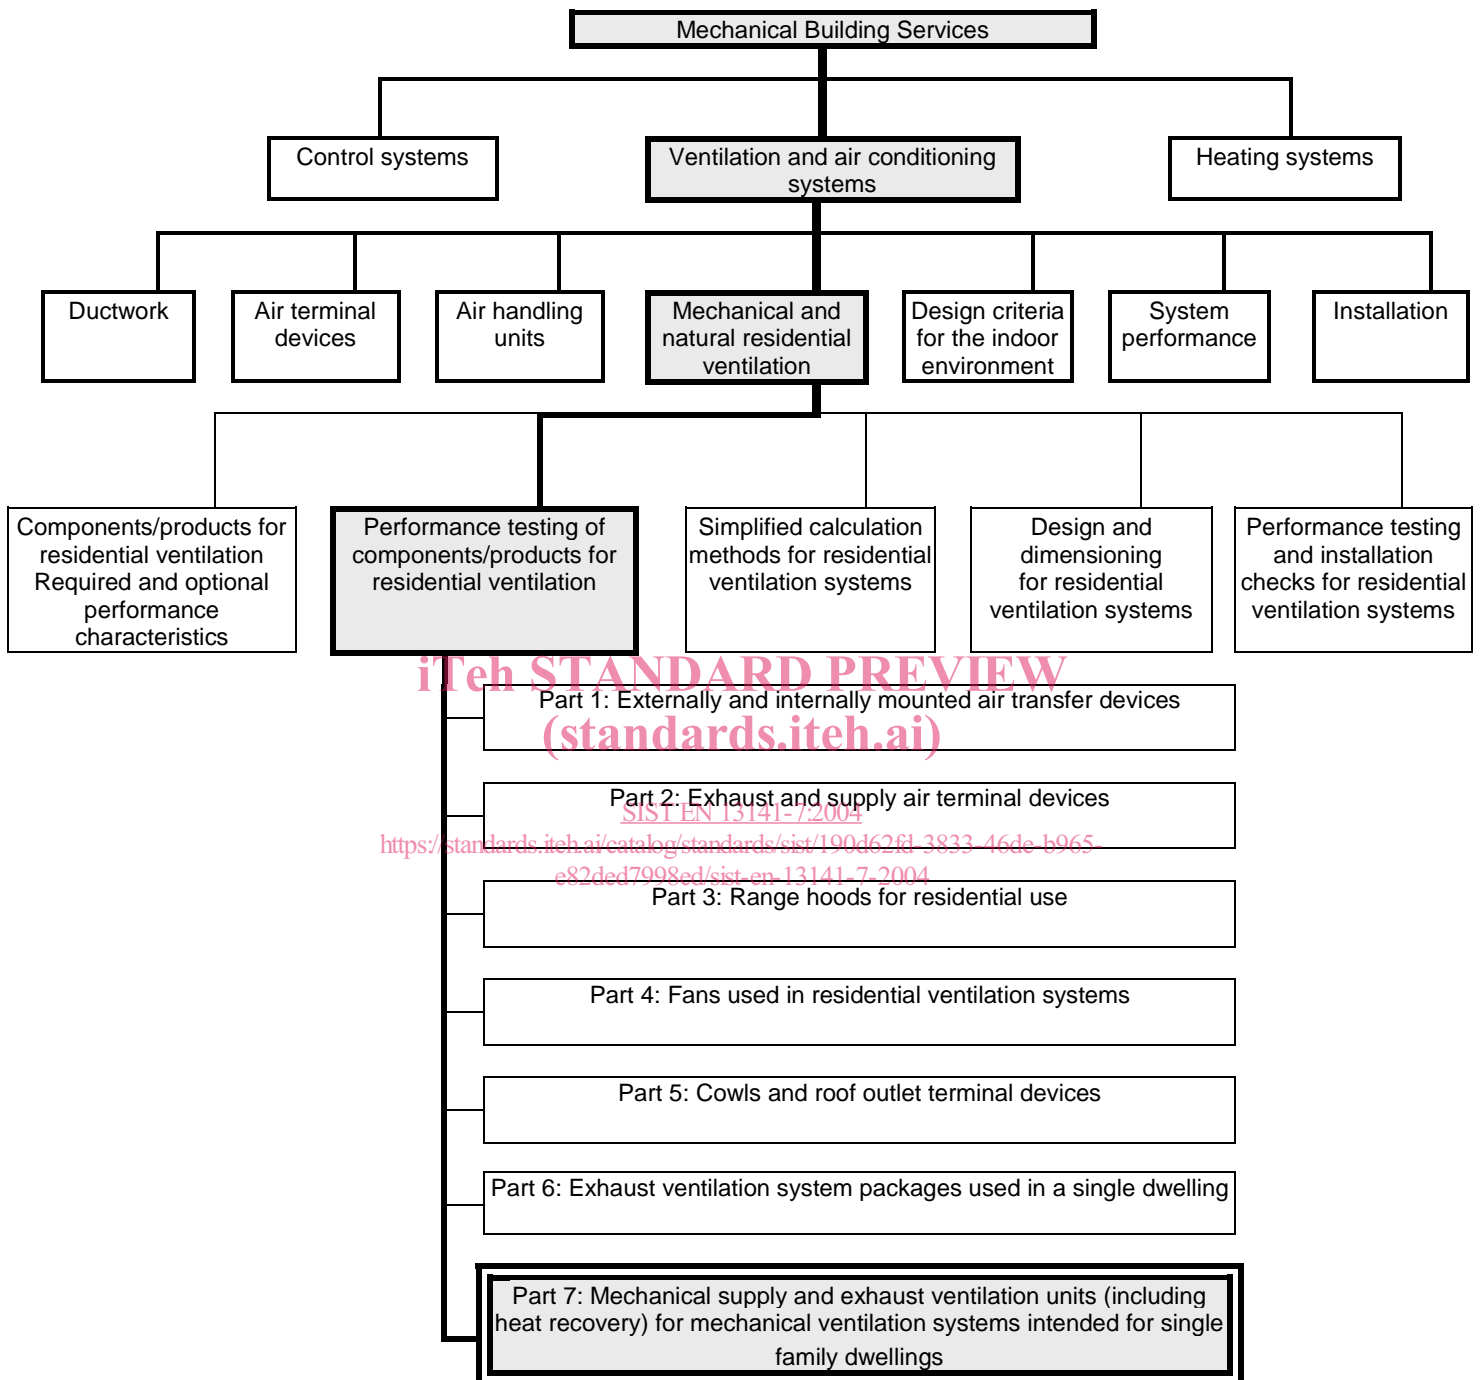 Mechanical Building Services
Control systems
Ventilation and air conditioning
systems
Heating systems
Ductwork
Air terminal
devices
Air handling
units
Mechanical and
natural residential
ventilation
Design criteria
for the indoor
environment
System
performance
Installation
Components/products for
residential ventilation
Required and optional
performance
characteristics
Performance testing of
components/products for
residential ventilation
Simplified calculation
methods for residential
ventilation systems
Design and
dimensioning
for residential
ventilation systems
Performance testing
and installation
checks for residential
ventilation systems
iTeh STANDARD PREVIEW
Part 1: Externally and internally mounted air transfer devices
(standards.iteh.ai)
Part 2: Exhaust and supply air terminal devices
SIST EN 13141-7:2004
https://standards.iteh.ai/catalog/standards/sist/190d62fd-3833-46de-b965-
e82ded7998ed/sist-en-13141-7-2004
Part 3: Range hoods for residential use
Part 4: Fans used in residential ventilation systems
Part 5: Cowls and roof outlet terminal devices
Part 6: Exhaust ventilation system packages used in a single dwelling
Part 7: Mechanical supply and exhaust ventilation units (including
heat recovery) for mechanical ventilation systems intended for single
family dwellings